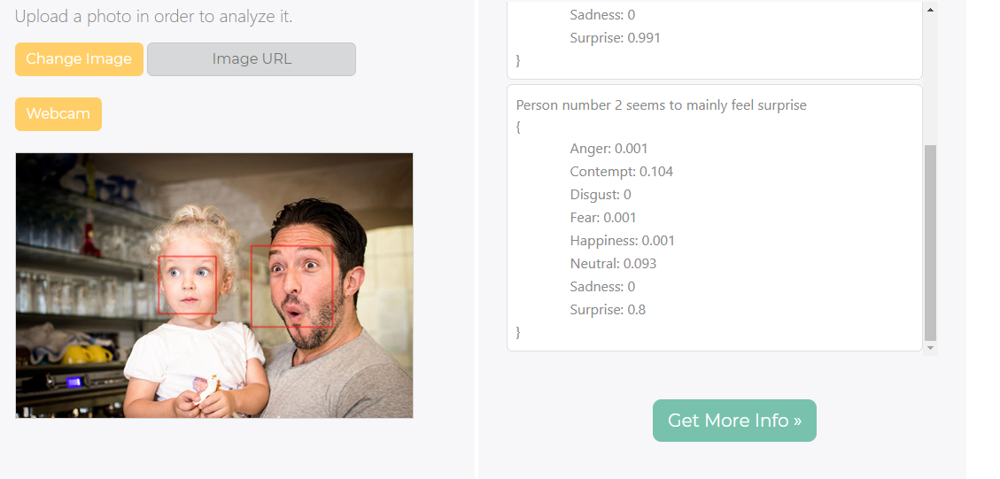 Upload a photo in order to analyze it.
Change Image
Image URL
Webcam
Sadness: 0
Surprise: 0.991
}
Person number 2 seems to mainly feel surprise
{
Anger: 0.001
Contempt: 0.104
Disgust: 0
Fear: 0.001
Happiness: 0.001
Neutral: 0.093
Sadness: 0
Surprise: 0.8
}
Get More Info »